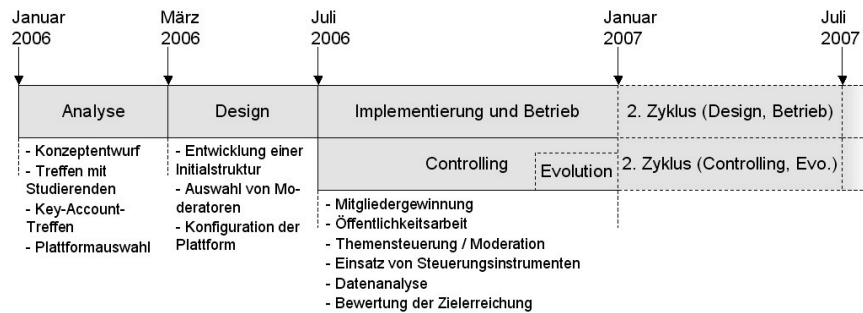 Januar
2006
März
2006
Juli
2006
Januar
2007
Juli
2007
Analyse
Design
Implementierung und Betrieb
2. Zyklus (Design, Betrieb)
Controlling
Evolution
2. Zyklus (Controlling, Evo.)
- Konzeptentwurf
- Treffen mit
Studierenden
- Key-Account-
Treffen
- Plattformauswahl
- Entwicklung einer
Initialstruktur
- Auswahl von Mo-
deratoren
- Konfiguration der
Plattform
- Mitgliedergewinnung
- Öffentlichkeitsarbeit
- Themensteuerung / Moderation
- Einsatz von Steuerungsinstrumenten
- Datenanalyse
- Bewertung der Zielerreichung